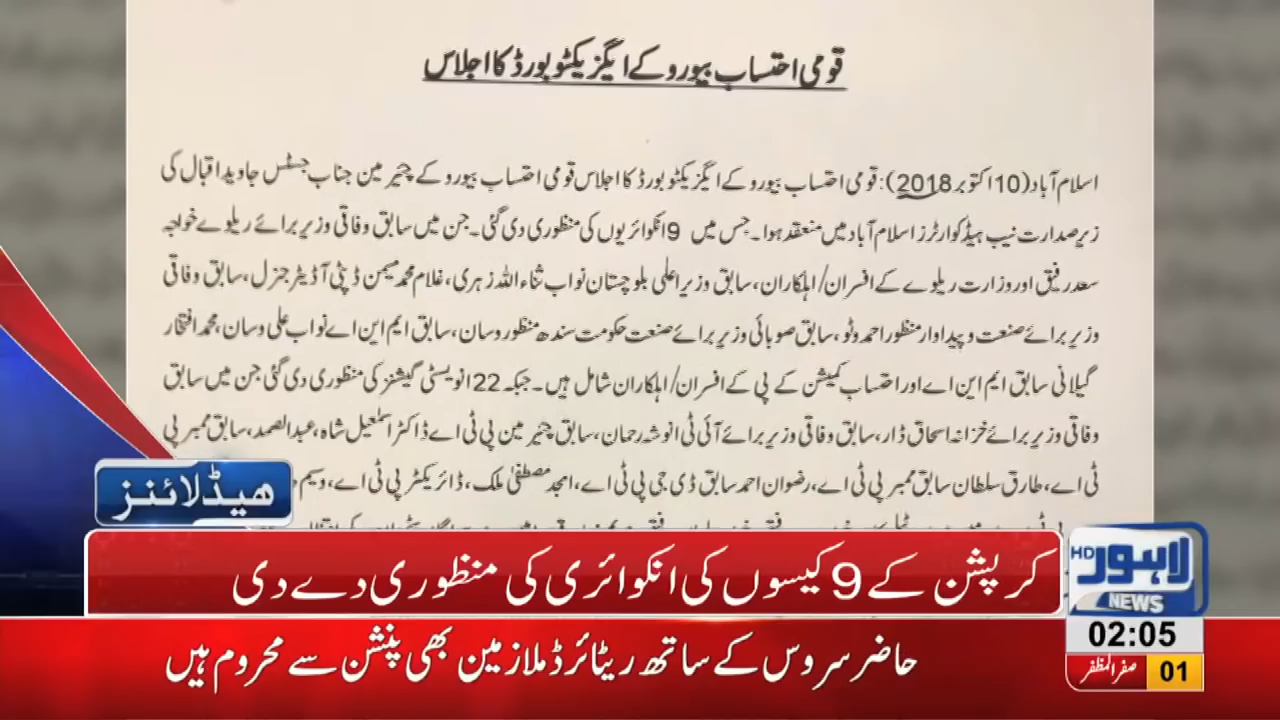 قومی احتساب بیورو کے ایگزیکٹو بورڈ کا اجلاس
اسلام آباد (10 اکتوبر 2018): قومی احتساب بیورو کے ایگزیکٹو بورڈ کا اجلاس قومی احتساب بیورو کے چئیرمین جناب جسٹس جاوید اقبال کی
زیر صدارت نیب ہیڈ کوارٹرز اسلام آباد میں منعقد ہوا۔ جس میں 9 انکوائریوں کی منظوری دی گئی۔ جن میں سابق وفاقی وزیر برائے ریلوے خواجہ
سعد رفیق اور وزارت ریلوے کے افسران/اہلکاران، سابق وزیر اعلی بلوچستان نواب ثناء اللہ زہری، غلام محمد میمن ڈپٹی آڈیٹر جنرل، سابق وفاقی
وزیر برائے صنعت و پیداوار منظور احمد وٹو، سابق صوبائی وزیر برائے صنعت حکومت سندھ منظور وسان، سابق ایم این اے نواب علی وسان، محمد افتخار
گیلانی سابق ایم این اے اور احتساب کمیشن کے پی کے افسران/اہلکاران شامل ہیں۔ جبکہ 22 انویسٹی گیشنز کی منظوری دی گئی جن میں سابق
وفاقی وزیر برائے خزانہ اسحاق ڈار، سابق وفاقی وزیر برائے آئی ٹی انوشہ رحمان، سابق چئیرمین پی ٹی اے ڈاکٹر اسمٰعیل شاہ، عبدالصمد، سابق ممبر پی
ٹی اے، طارق سلطان سابق ممبر پی ٹی اے، رضوان احمد سابق ڈی جی پی ٹی اے، امجد مصطفیٰ ملک، ڈائریکٹر پی ٹی اے، وسیم
ھیڈلائنز
کرپشن کے 9 کیسوں کی انکوائری کی منظوری دے دی
لاہور HD
NEWS
02:05
حاضر سروس کے ساتھ ریٹائرڈ ملازمین بھی پنشن سے محروم ہیں
01 صفر المظفر